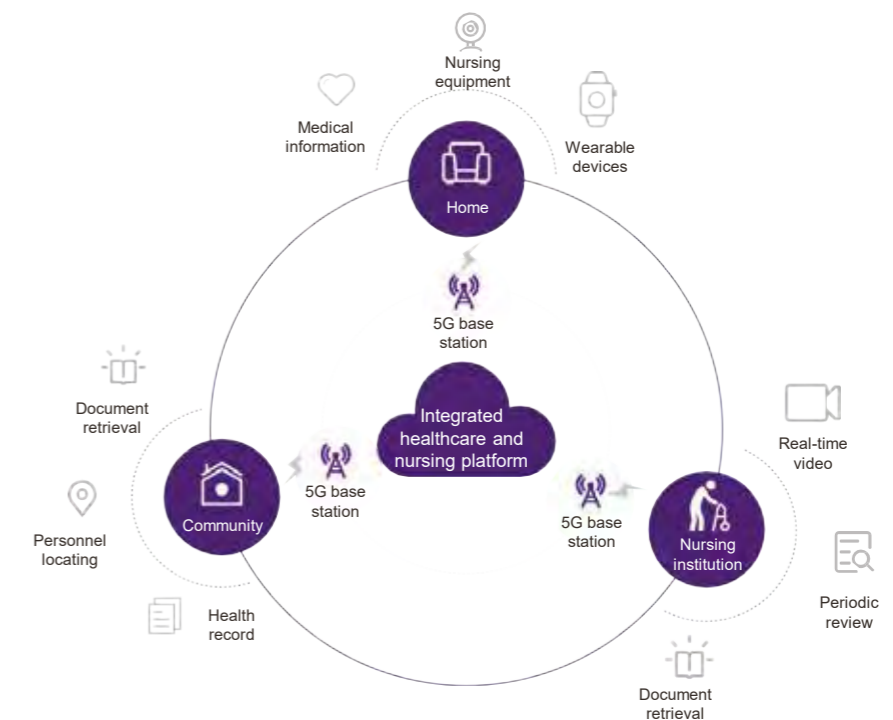 Nursing
equipment
Medical
information
Wearable
devices
Home
5G base
station
Document
retrieval
Integrated
healthcare and
nursing platform
Real-time
video
5G base
station
5G base
station
Community
Nursing
institution
Personnel
locating
Health
record
Periodic
review
Document
retrieval